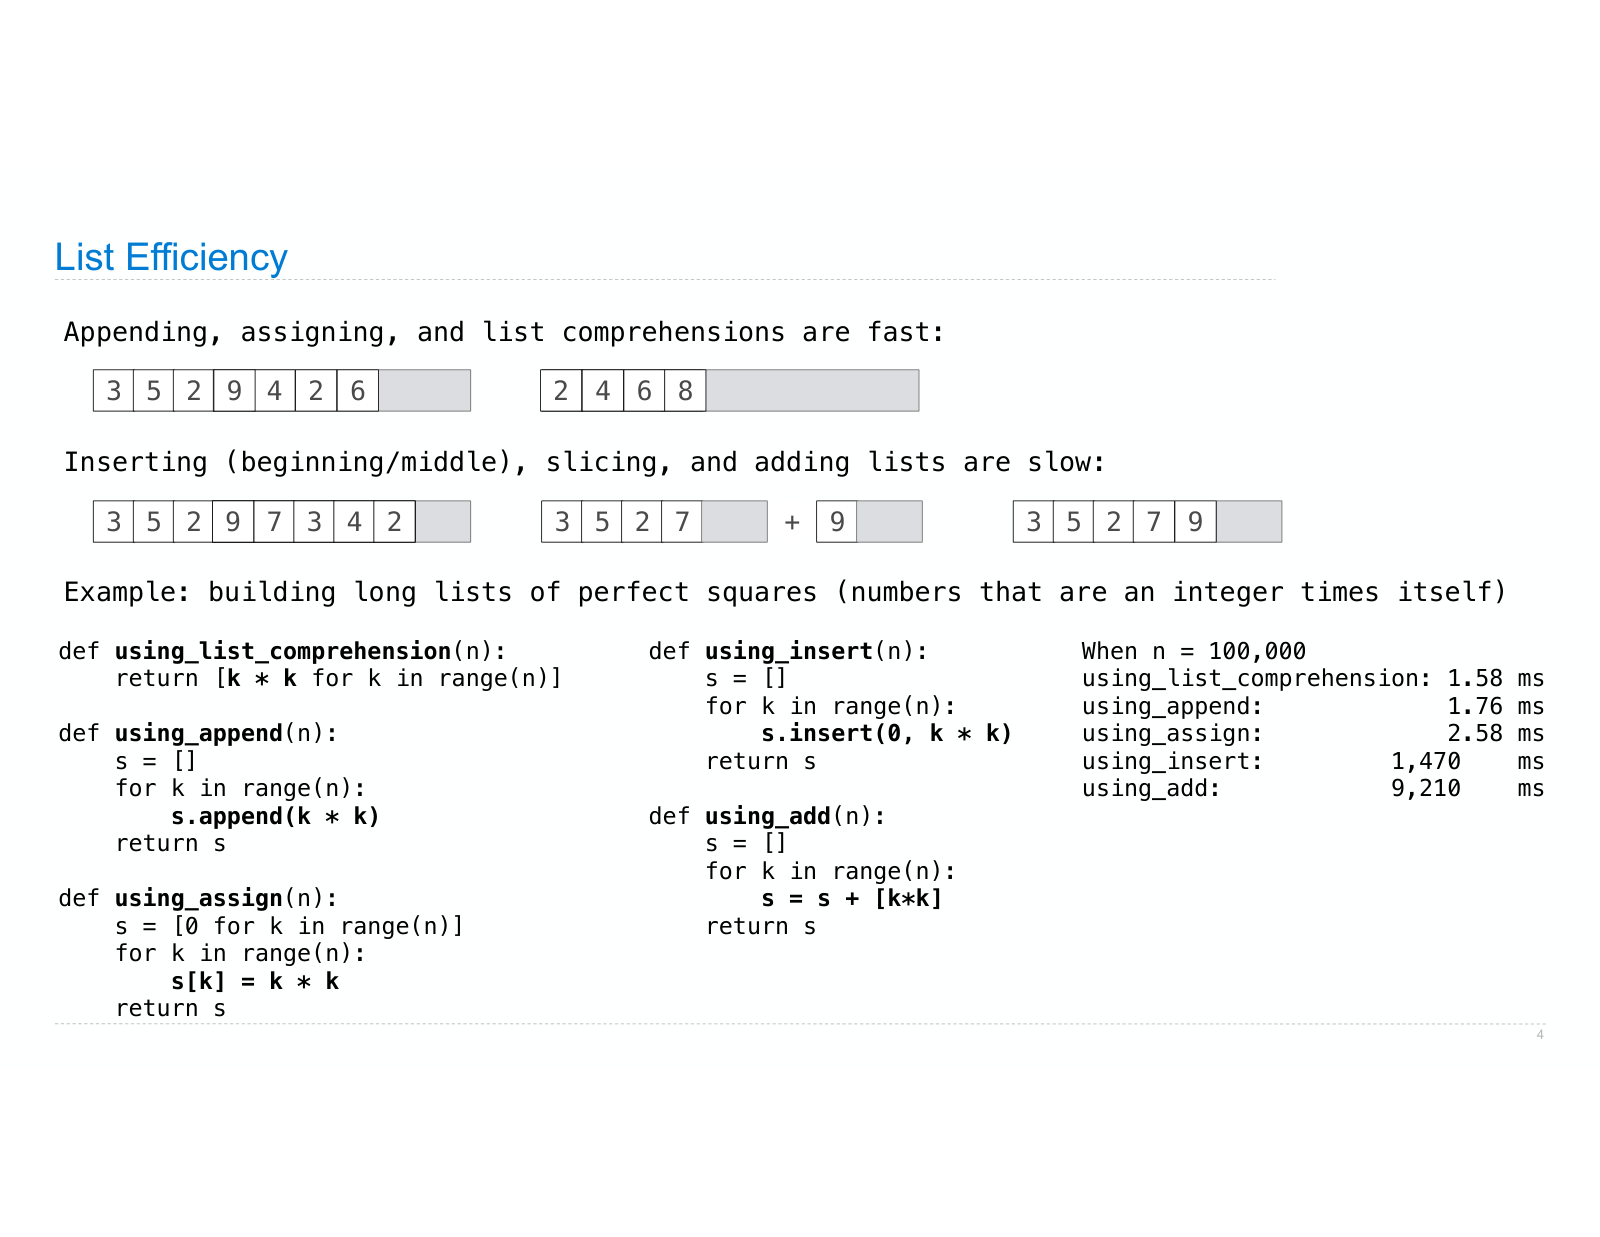 List Efficiency
Appending, assigning, and list comprehensions are fast:
3 5 2 9 4 2 6
2 4 6 8
Inserting (beginning/middle), slicing, and adding lists are slow:
3 5 2 9 7 3 4 2
3 5 2 7 + 9
3 5 2 7 9
Example: building long lists of perfect squares (numbers that are an integer times itself)
def using_list_comprehension(n):
    return [k * k for k in range(n)]
def using_append(n):
    s = []
    for k in range(n):
        s.append(k * k)
    return s
def using_assign(n):
    s = [0 for k in range(n)]
    for k in range(n):
        s[k] = k * k
    return s
def using_insert(n):
    s = []
    for k in range(n):
        s.insert(0, k * k)
    return s
def using_add(n):
    s = []
    for k in range(n):
        s = s + [k*k]
    return s
When n = 100,000
using_list_comprehension: 1.58 ms
using_append: 1.76 ms
using_assign: 2.58 ms
using_insert: 1,470 ms
using_add: 9,210 ms
4